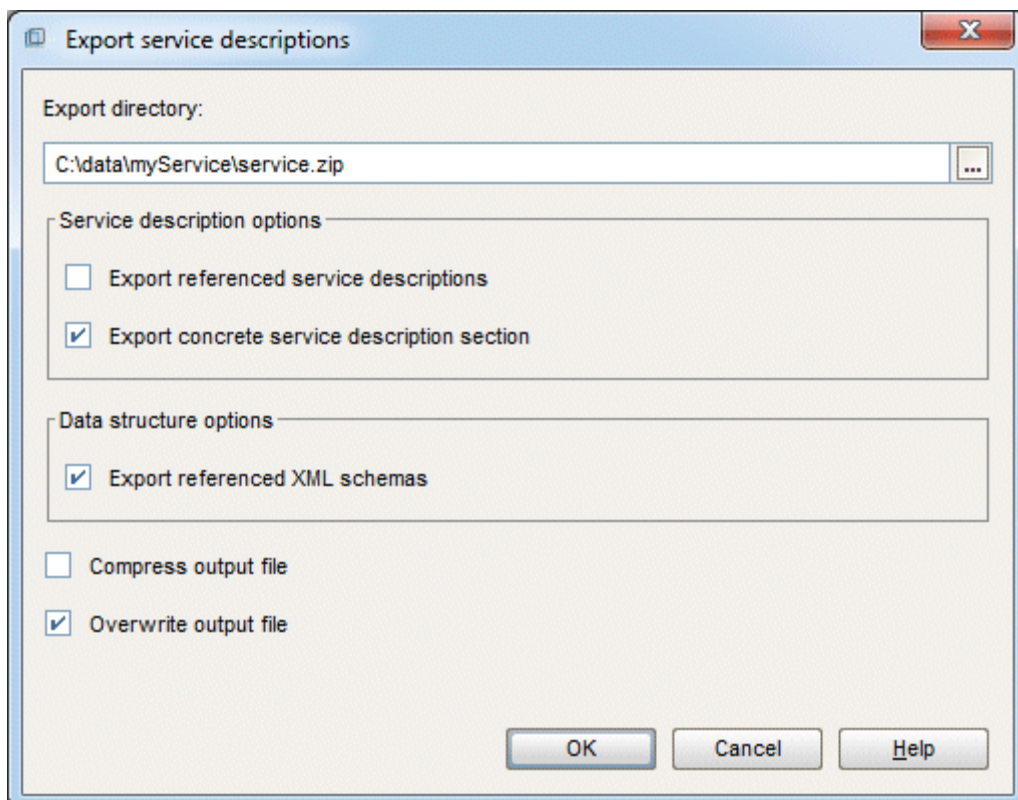 Export service descriptions
Export directory:
C:\data\myService\service.zip
...
Service description options
Export referenced service descriptions
Export concrete service description section
Data structure options
Export referenced XML schemas
Compress output file
Overwrite output file
OK Cancel Help